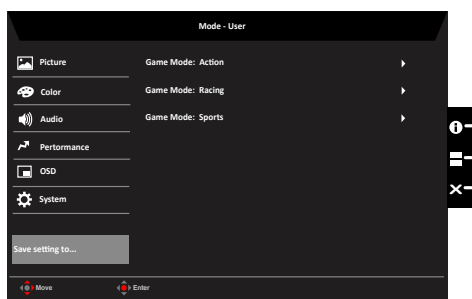 Mode - User
Picture
Game Mode: Action
Color
Game Mode: Racing
Audio
Game Mode: Sports
Pertormance
OSD
System
Save setting to...
Move
Enter